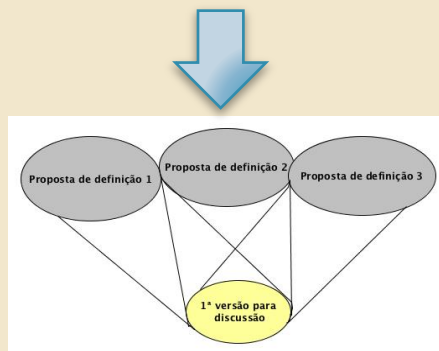 Proposta de definição 1
Proposta de definição 2
Proposta de definição 3
1ª versão para
discussão